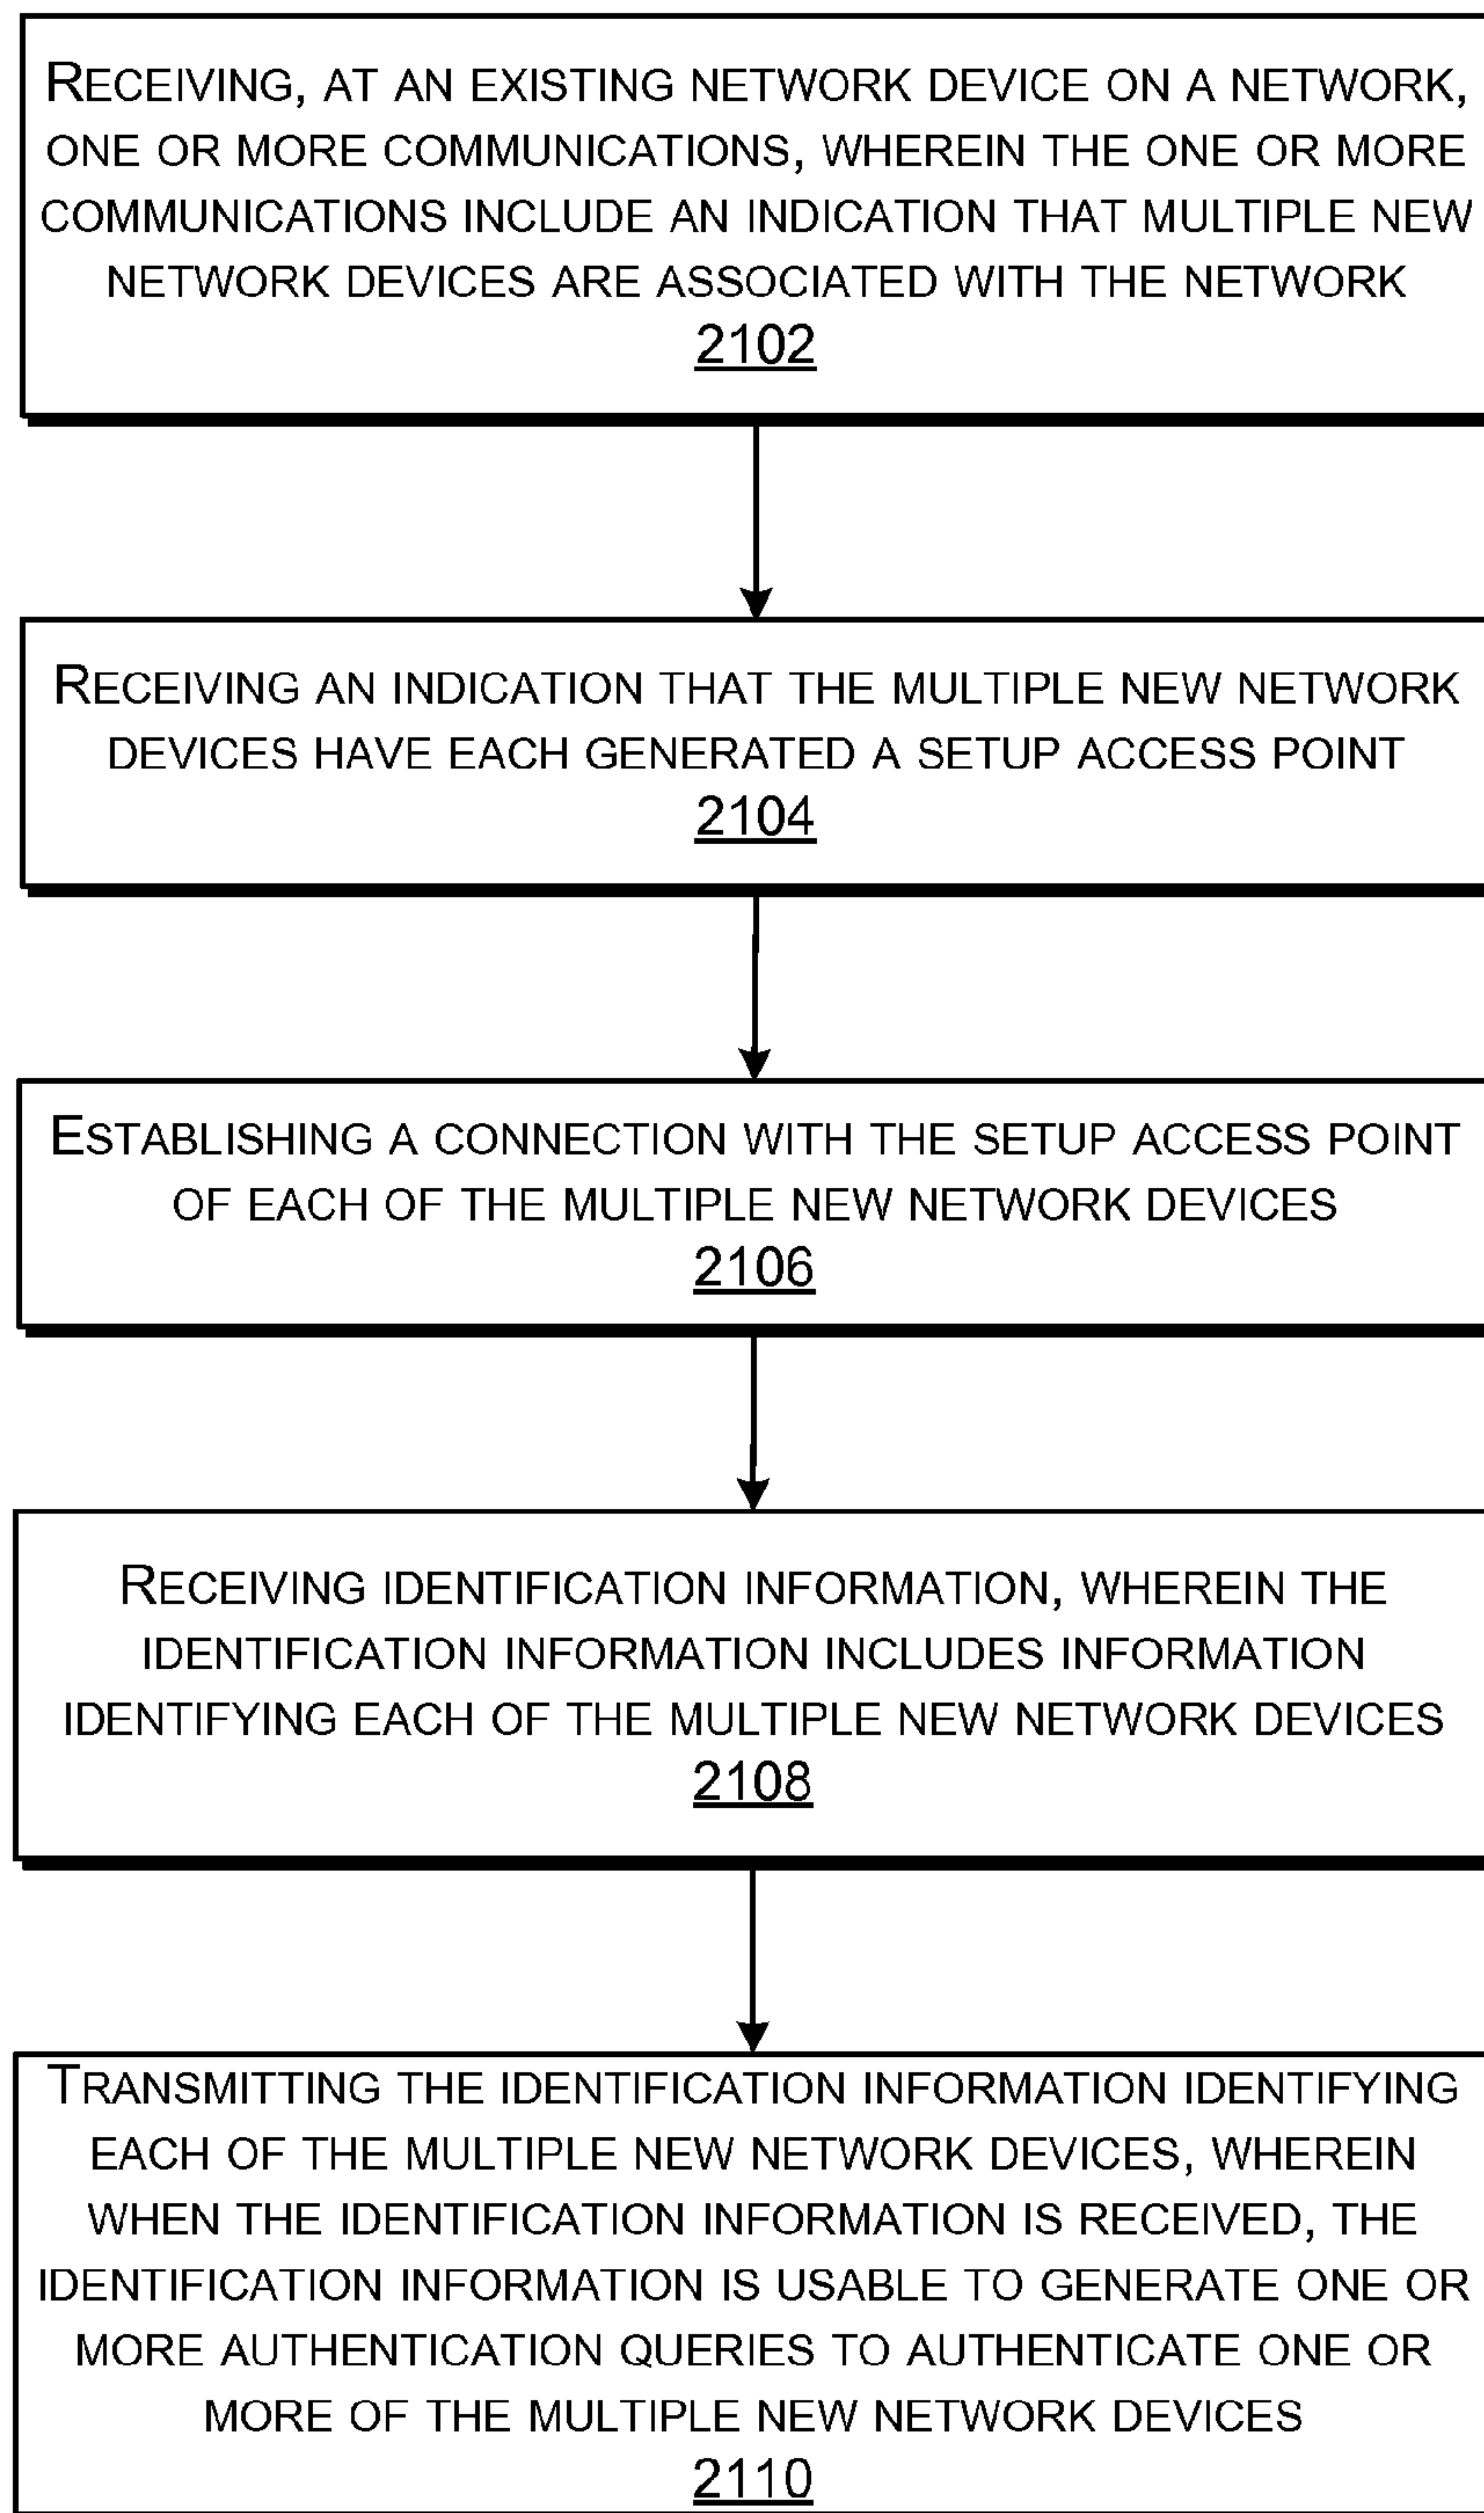 RECEIVING, AT AN EXISTING NETWORK DEVICE ON A NETWORK,
ONE OR MORE COMMUNICATIONS, WHEREIN THE ONE OR MORE
COMMUNICATIONS INCLUDE AN INDICATION THAT MULTIPLE NEW
NETWORK DEVICES ARE ASSOCIATED WITH THE NETWORK
2102
RECEIVING AN INDICATION THAT THE MULTIPLE NEW NETWORK
DEVICES HAVE EACH GENERATED A SETUP ACCESS POINT
2104
ESTABLISHING A CONNECTION WITH THE SETUP ACCESS POINT
OF EACH OF THE MULTIPLE NEW NETWORK DEVICES
2106
RECEIVING IDENTIFICATION INFORMATION, WHEREIN THE
IDENTIFICATION INFORMATION INCLUDES INFORMATION
IDENTIFYING EACH OF THE MULTIPLE NEW NETWORK DEVICES
2108
TRANSMITTING THE IDENTIFICATION INFORMATION IDENTIFYING
EACH OF THE MULTIPLE NEW NETWORK DEVICES, WHEREIN
WHEN THE IDENTIFICATION INFORMATION IS RECEIVED, THE
IDENTIFICATION INFORMATION IS USABLE TO GENERATE ONE OR
MORE AUTHENTICATION QUERIES TO AUTHENTICATE ONE OR
MORE OF THE MULTIPLE NEW NETWORK DEVICES
2110